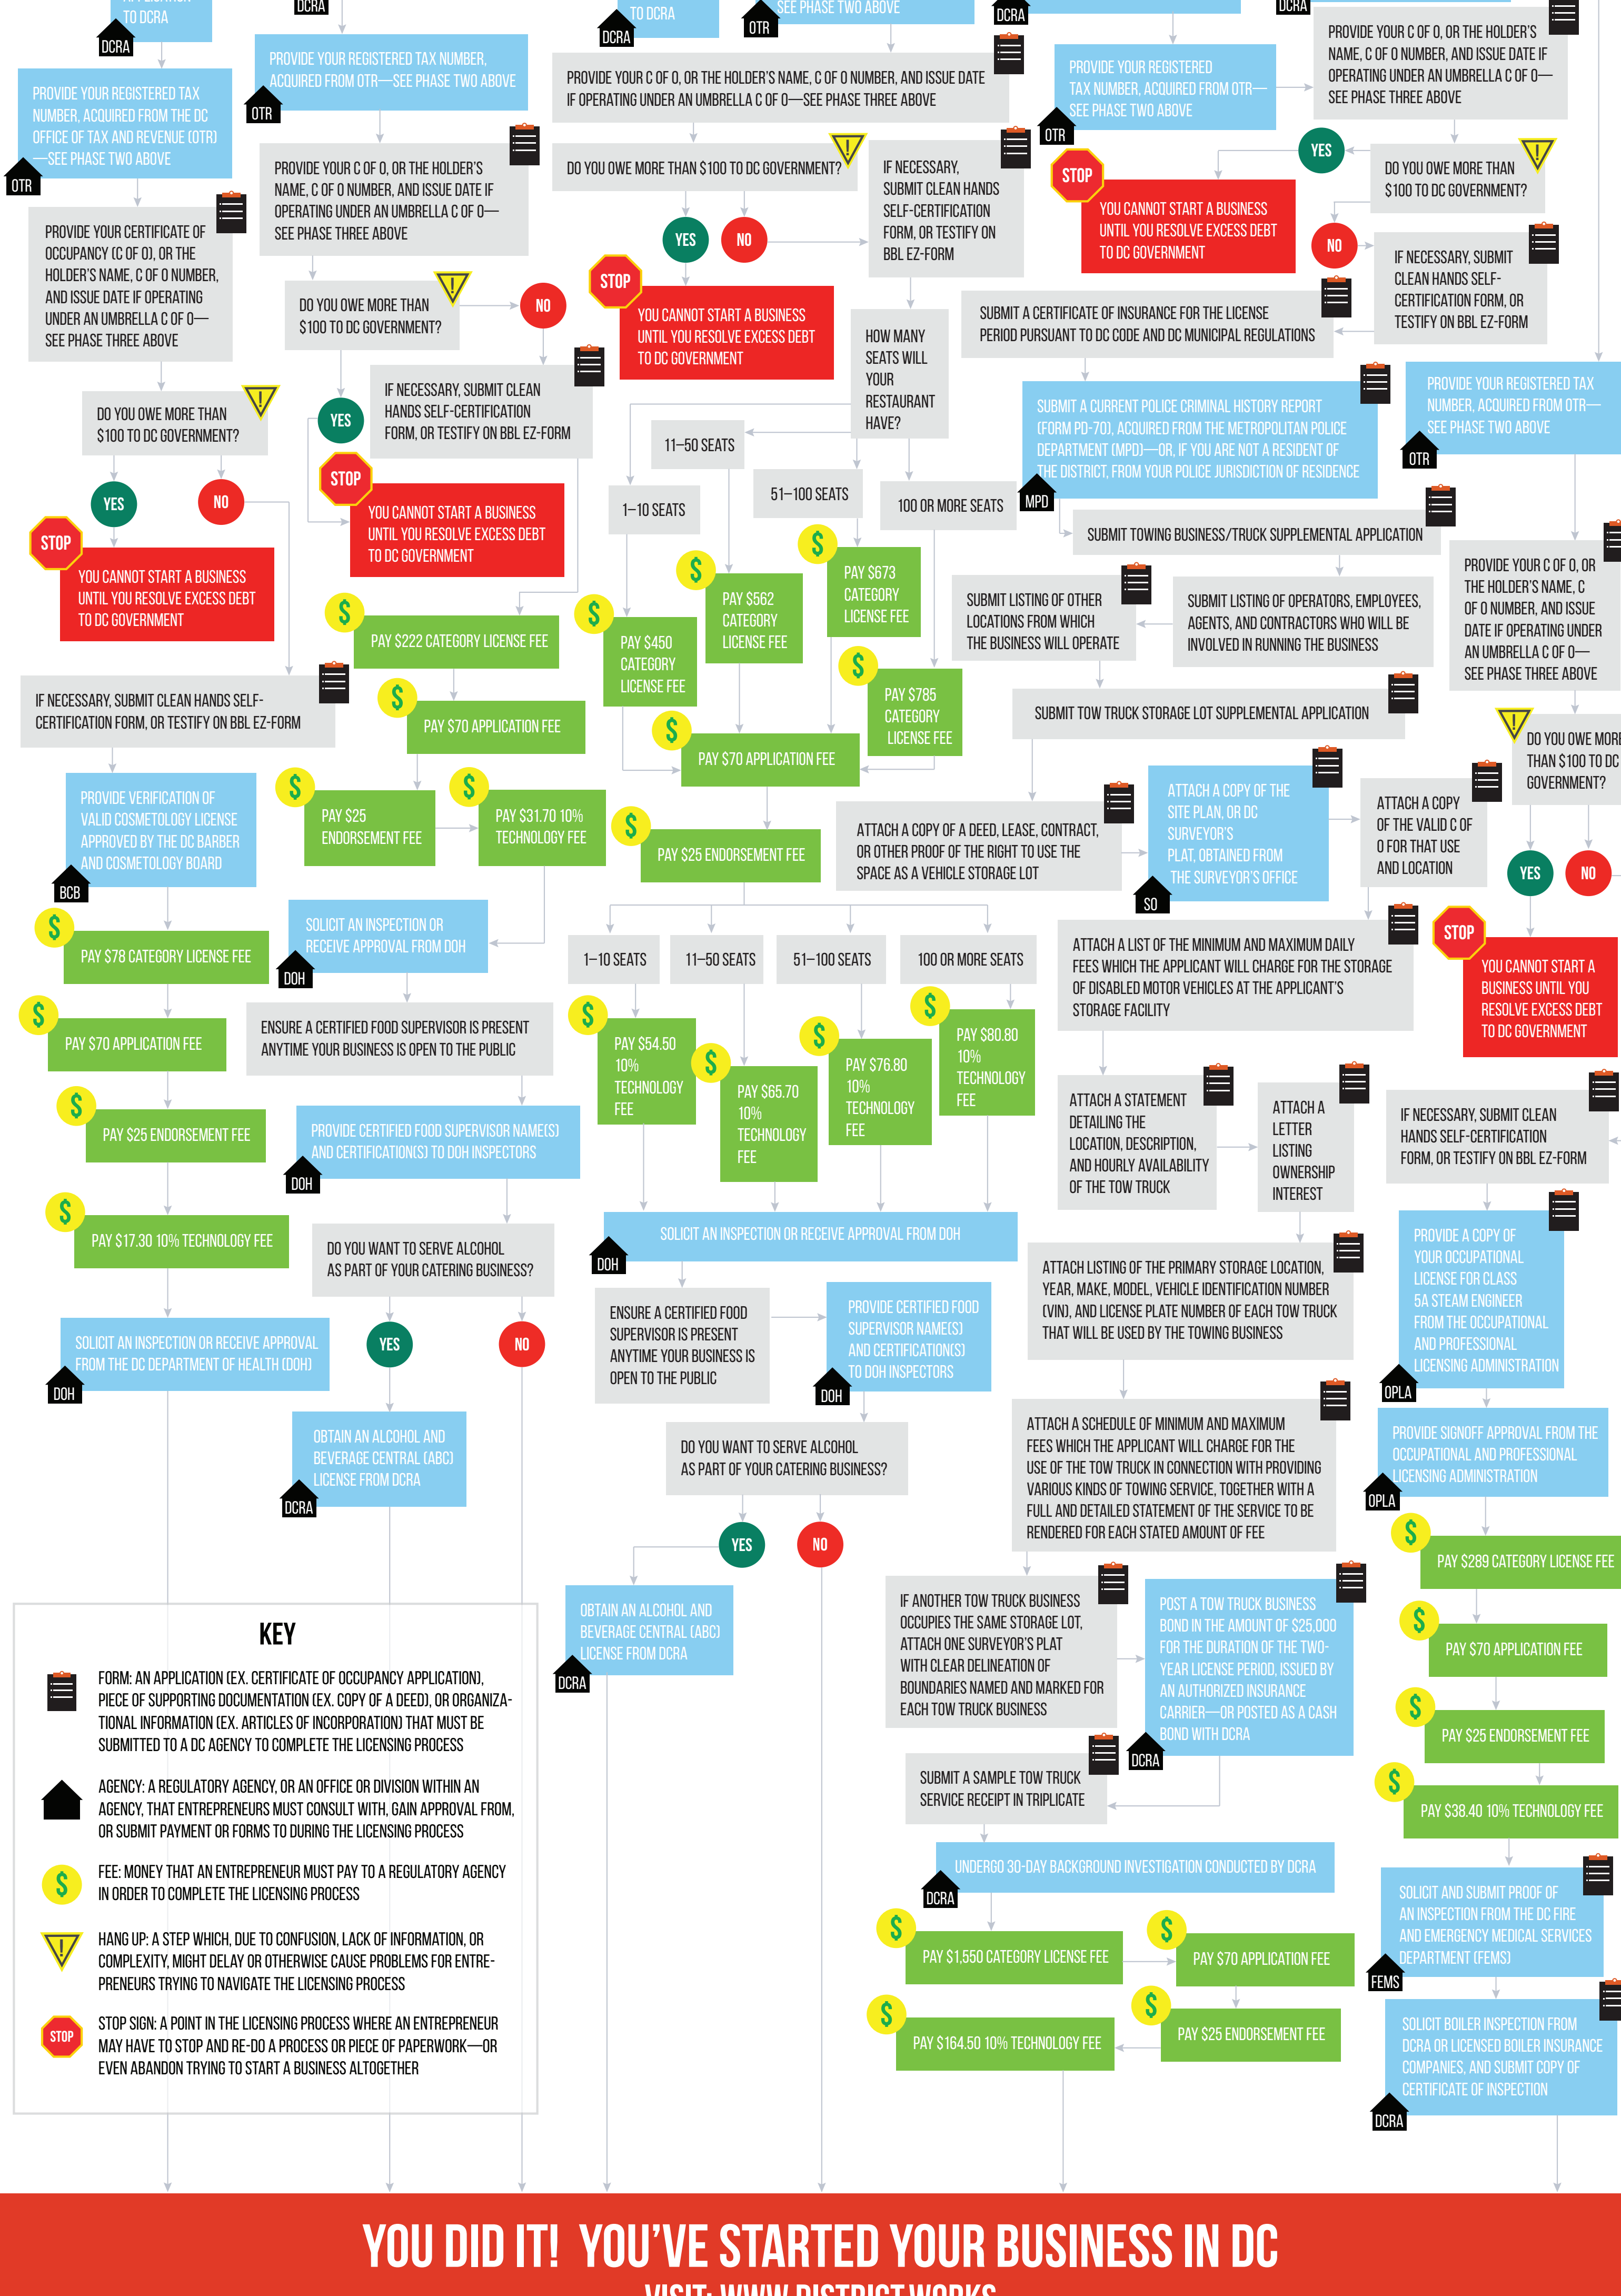 TO DCRA
DCRA
PROVIDE YOUR REGISTERED TAX
NUMBER, ACQUIRED FROM THE DC
OFFICE OF TAX AND REVENUE (OTR)
—SEE PHASE TWO ABOVE
OTR
PROVIDE YOUR CERTIFICATE OF
OCCUPANCY (C OF O), OR THE
HOLDER'S NAME, C OF O NUMBER,
AND ISSUE DATE IF OPERATING
UNDER AN UMBRELLA C OF O—
SEE PHASE THREE ABOVE
DO YOU OWE MORE THAN
$100 TO DC GOVERNMENT?
YES
NO
STOP
YOU CANNOT START A BUSINESS
UNTIL YOU RESOLVE EXCESS DEBT
TO DC GOVERNMENT
IF NECESSARY, SUBMIT CLEAN HANDS SELF-
CERTIFICATION FORM, OR TESTIFY ON BBL EZ-FORM
PROVIDE VERIFICATION OF
VALID COSMETOLOGY LICENSE
APPROVED BY THE DC BARBER
AND COSMETOLOGY BOARD
BCB
PAY $78 CATEGORY LICENSE FEE
PAY $70 APPLICATION FEE
PAY $25 ENDORSEMENT FEE
PAY $17.30 10% TECHNOLOGY FEE
SOLICIT AN INSPECTION OR RECEIVE APPROVAL
FROM THE DC DEPARTMENT OF HEALTH (DOH)
DOH
DCRA
PROVIDE YOUR REGISTERED TAX NUMBER,
ACQUIRED FROM OTR—SEE PHASE TWO ABOVE
OTR
PROVIDE YOUR C OF O, OR THE HOLDER'S
NAME, C OF O NUMBER, AND ISSUE DATE IF
OPERATING UNDER AN UMBRELLA C OF O—
SEE PHASE THREE ABOVE
DO YOU OWE MORE THAN
$100 TO DC GOVERNMENT?
NO
YES
IF NECESSARY, SUBMIT CLEAN
HANDS SELF-CERTIFICATION
FORM, OR TESTIFY ON BBL EZ-FORM
STOP
YOU CANNOT START A BUSINESS
UNTIL YOU RESOLVE EXCESS DEBT
TO DC GOVERNMENT
PAY $222 CATEGORY LICENSE FEE
PAY $70 APPLICATION FEE
PAY $25
ENDORSEMENT FEE
PAY $31.70 10%
TECHNOLOGY FEE
SOLICIT AN INSPECTION OR
RECEIVE APPROVAL FROM DOH
DOH
ENSURE A CERTIFIED FOOD SUPERVISOR IS PRESENT
ANYTIME YOUR BUSINESS IS OPEN TO THE PUBLIC
PROVIDE CERTIFIED FOOD SUPERVISOR NAME(S)
AND CERTIFICATION(S) TO DOH INSPECTORS
DOH
DO YOU WANT TO SERVE ALCOHOL
AS PART OF YOUR CATERING BUSINESS?
YES
NO
OBTAIN AN ALCOHOL AND
BEVERAGE CENTRAL (ABC)
LICENSE FROM DCRA
DCRA
TO DCRA
DCRA
SEE PHASE TWO ABOVE
OTR
PROVIDE YOUR C OF O, OR THE HOLDER'S NAME, C OF O NUMBER, AND ISSUE DATE
IF OPERATING UNDER AN UMBRELLA C OF O—SEE PHASE THREE ABOVE
DO YOU OWE MORE THAN $100 TO DC GOVERNMENT?
YES
NO
IF NECESSARY,
SUBMIT CLEAN HANDS
SELF-CERTIFICATION
FORM, OR TESTIFY ON
BBL EZ-FORM
STOP
YOU CANNOT START A BUSINESS
UNTIL YOU RESOLVE EXCESS DEBT
TO DC GOVERNMENT
HOW MANY
SEATS WILL
YOUR
RESTAURANT
HAVE?
11–50 SEATS
1–10 SEATS
51–100 SEATS
100 OR MORE SEATS
PAY $450
CATEGORY
LICENSE FEE
PAY $562
CATEGORY
LICENSE FEE
PAY $673
CATEGORY
LICENSE FEE
PAY $785
CATEGORY
LICENSE FEE
PAY $70 APPLICATION FEE
PAY $25 ENDORSEMENT FEE
1–10 SEATS
11–50 SEATS
51–100 SEATS
100 OR MORE SEATS
PAY $54.50
10%
TECHNOLOGY
FEE
PAY $65.70
10%
TECHNOLOGY
FEE
PAY $76.80
10%
TECHNOLOGY
FEE
PAY $80.80
10%
TECHNOLOGY
FEE
SOLICIT AN INSPECTION OR RECEIVE APPROVAL FROM DOH
DOH
ENSURE A CERTIFIED FOOD
SUPERVISOR IS PRESENT
ANYTIME YOUR BUSINESS IS
OPEN TO THE PUBLIC
PROVIDE CERTIFIED FOOD
SUPERVISOR NAME(S)
AND CERTIFICATION(S)
TO DOH INSPECTORS
DOH
DO YOU WANT TO SERVE ALCOHOL
AS PART OF YOUR CATERING BUSINESS?
YES
NO
OBTAIN AN ALCOHOL AND
BEVERAGE CENTRAL (ABC)
LICENSE FROM DCRA
DCRA
DCRA
PROVIDE YOUR REGISTERED
TAX NUMBER, ACQUIRED FROM OTR—
SEE PHASE TWO ABOVE
OTR
DCRA
PROVIDE YOUR C OF O, OR THE HOLDER'S
NAME, C OF O NUMBER, AND ISSUE DATE IF
OPERATING UNDER AN UMBRELLA C OF O—
SEE PHASE THREE ABOVE
DO YOU OWE MORE THAN
$100 TO DC GOVERNMENT?
YES
STOP
YOU CANNOT START A BUSINESS
UNTIL YOU RESOLVE EXCESS DEBT
TO DC GOVERNMENT
NO
IF NECESSARY, SUBMIT
CLEAN HANDS SELF-
CERTIFICATION FORM, OR
TESTIFY ON BBL EZ-FORM
SUBMIT A CERTIFICATE OF INSURANCE FOR THE LICENSE
PERIOD PURSUANT TO DC CODE AND DC MUNICIPAL REGULATIONS
SUBMIT A CURRENT POLICE CRIMINAL HISTORY REPORT
(FORM PD-70), ACQUIRED FROM THE METROPOLITAN POLICE
DEPARTMENT (MPD)—OR, IF YOU ARE NOT A RESIDENT OF
THE DISTRICT, FROM YOUR POLICE JURISDICTION OF RESIDENCE
MPD
SUBMIT TOWING BUSINESS/TRUCK SUPPLEMENTAL APPLICATION
SUBMIT LISTING OF OPERATORS, EMPLOYEES,
AGENTS, AND CONTRACTORS WHO WILL BE
INVOLVED IN RUNNING THE BUSINESS
SUBMIT LISTING OF OTHER
LOCATIONS FROM WHICH
THE BUSINESS WILL OPERATE
SUBMIT TOW TRUCK STORAGE LOT SUPPLEMENTAL APPLICATION
ATTACH A COPY OF A DEED, LEASE, CONTRACT,
OR OTHER PROOF OF THE RIGHT TO USE THE
SPACE AS A VEHICLE STORAGE LOT
ATTACH A COPY OF THE
SITE PLAN, OR DC
SURVEYOR'S
PLAT, OBTAINED FROM
THE SURVEYOR'S OFFICE
SO
ATTACH A COPY
OF THE VALID C OF
O FOR THAT USE
AND LOCATION
ATTACH A LIST OF THE MINIMUM AND MAXIMUM DAILY
FEES WHICH THE APPLICANT WILL CHARGE FOR THE STORAGE
OF DISABLED MOTOR VEHICLES AT THE APPLICANT'S
STORAGE FACILITY
ATTACH A STATEMENT
DETAILING THE
LOCATION, DESCRIPTION,
AND HOURLY AVAILABILITY
OF THE TOW TRUCK
ATTACH A
LETTER
LISTING
OWNERSHIP
INTEREST
ATTACH LISTING OF THE PRIMARY STORAGE LOCATION,
YEAR, MAKE, MODEL, VEHICLE IDENTIFICATION NUMBER
(VIN), AND LICENSE PLATE NUMBER OF EACH TOW TRUCK
THAT WILL BE USED BY THE TOWING BUSINESS
ATTACH A SCHEDULE OF MINIMUM AND MAXIMUM
FEES WHICH THE APPLICANT WILL CHARGE FOR THE
USE OF THE TOW TRUCK IN CONNECTION WITH PROVIDING
VARIOUS KINDS OF TOWING SERVICE, TOGETHER WITH A
FULL AND DETAILED STATEMENT OF THE SERVICE TO BE
RENDERED FOR EACH STATED AMOUNT OF FEE
IF ANOTHER TOW TRUCK BUSINESS
OCCUPIES THE SAME STORAGE LOT,
ATTACH ONE SURVEYOR'S PLAT
WITH CLEAR DELINEATION OF
BOUNDARIES NAMED AND MARKED FOR
EACH TOW TRUCK BUSINESS
POST A TOW TRUCK BUSINESS
BOND IN THE AMOUNT OF $25,000
FOR THE DURATION OF THE TWO-
YEAR LICENSE PERIOD, ISSUED BY
AN AUTHORIZED INSURANCE
CARRIER—OR POSTED AS A CASH
BOND WITH DCRA
DCRA
SUBMIT A SAMPLE TOW TRUCK
SERVICE RECEIPT IN TRIPLICATE
UNDERGO 30-DAY BACKGROUND INVESTIGATION CONDUCTED BY DCRA
DCRA
PAY $1,550 CATEGORY LICENSE FEE
PAY $70 APPLICATION FEE
PAY $25 ENDORSEMENT FEE
PAY $164.50 10% TECHNOLOGY FEE
PROVIDE YOUR REGISTERED TAX
NUMBER, ACQUIRED FROM OTR—
SEE PHASE TWO ABOVE
OTR
PROVIDE YOUR C OF O, OR
THE HOLDER'S NAME, C
OF O NUMBER, AND ISSUE
DATE IF OPERATING UNDER
AN UMBRELLA C OF O—
SEE PHASE THREE ABOVE
DO YOU OWE MORE
THAN $100 TO DC
GOVERNMENT?
YES
NO
STOP
YOU CANNOT START A
BUSINESS UNTIL YOU
RESOLVE EXCESS DEBT
TO DC GOVERNMENT
IF NECESSARY, SUBMIT CLEAN
HANDS SELF-CERTIFICATION
FORM, OR TESTIFY ON BBL EZ-FORM
PROVIDE A COPY OF
YOUR OCCUPATIONAL
LICENSE FOR CLASS
5A STEAM ENGINEER
FROM THE OCCUPATIONAL
AND PROFESSIONAL
LICENSING ADMINISTRATION
OPLA
PROVIDE SIGNOFF APPROVAL FROM THE
OCCUPATIONAL AND PROFESSIONAL
LICENSING ADMINISTRATION
OPLA
PAY $289 CATEGORY LICENSE FEE
PAY $70 APPLICATION FEE
PAY $25 ENDORSEMENT FEE
PAY $38.40 10% TECHNOLOGY FEE
SOLICIT AND SUBMIT PROOF OF
AN INSPECTION FROM THE DC FIRE
AND EMERGENCY MEDICAL SERVICES
DEPARTMENT (FEMS)
FEMS
SOLICIT BOILER INSPECTION FROM
DCRA OR LICENSED BOILER INSURANCE
COMPANIES, AND SUBMIT COPY OF
CERTIFICATE OF INSPECTION
DCRA
KEY
FORM: AN APPLICATION (EX. CERTIFICATE OF OCCUPANCY APPLICATION),
PIECE OF SUPPORTING DOCUMENTATION (EX. COPY OF A DEED), OR ORGANIZA-
TIONAL INFORMATION (EX. ARTICLES OF INCORPORATION) THAT MUST BE
SUBMITTED TO A DC AGENCY TO COMPLETE THE LICENSING PROCESS
AGENCY: A REGULATORY AGENCY, OR AN OFFICE OR DIVISION WITHIN AN
AGENCY, THAT ENTREPRENEURS MUST CONSULT WITH, GAIN APPROVAL FROM,
OR SUBMIT PAYMENT OR FORMS TO DURING THE LICENSING PROCESS
$
FEE: MONEY THAT AN ENTREPRENEUR MUST PAY TO A REGULATORY AGENCY
IN ORDER TO COMPLETE THE LICENSING PROCESS
HANG UP: A STEP WHICH, DUE TO CONFUSION, LACK OF INFORMATION, OR
COMPLEXITY, MIGHT DELAY OR OTHERWISE CAUSE PROBLEMS FOR ENTRE-
PRENEURS TRYING TO NAVIGATE THE LICENSING PROCESS
STOP
STOP SIGN: A POINT IN THE LICENSING PROCESS WHERE AN ENTREPRENEUR
MAY HAVE TO STOP AND RE-DO A PROCESS OR PIECE OF PAPERWORK—OR
EVEN ABANDON TRYING TO START A BUSINESS ALTOGETHER
YOU DID IT! YOU'VE STARTED YOUR BUSINESS IN DC
VISIT: WWW.DISTRICT.WORKS